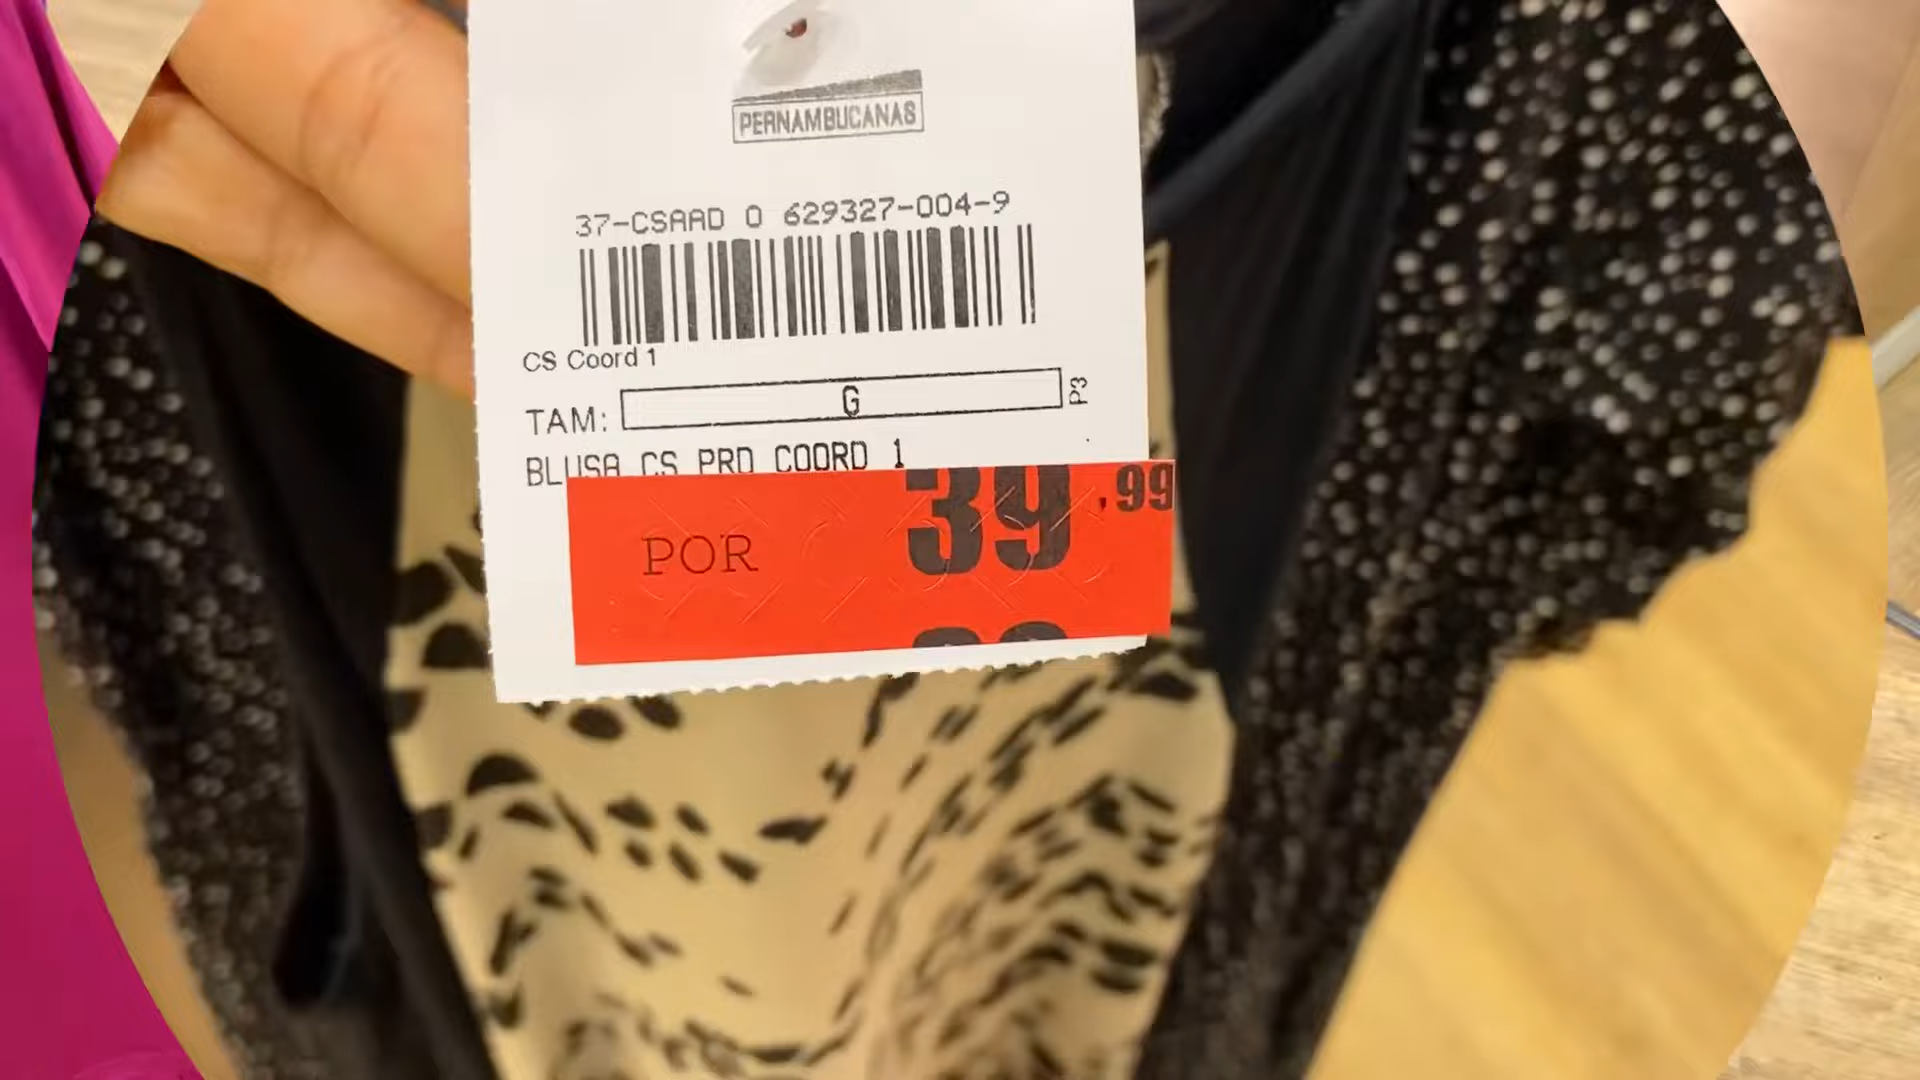 PERNAMBUCANAS
37-CSAAD 0 629327-004-9
CS Coord 1
TAM: G P3
BLUSA CS PRD COORD 1
POR 39,99